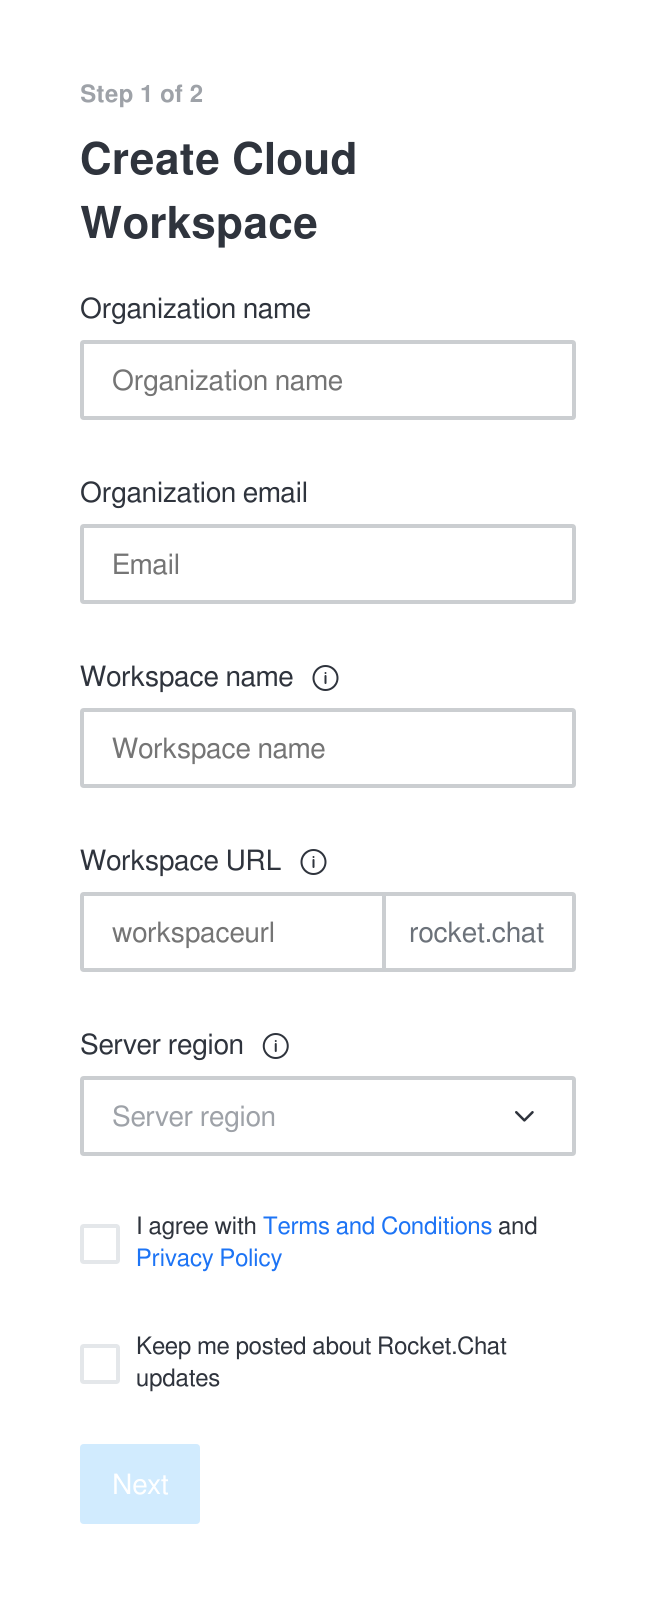 Step 1 of 2
Create Cloud
Workspace
Organization name
Organization name
Organization email
Email
Workspace name
Workspace name
Workspace URL
workspaceurl
rocket.chat
Server region
Server region
I agree with Terms and Conditions and
Privacy Policy
Keep me posted about Rocket.Chat
updates
Next